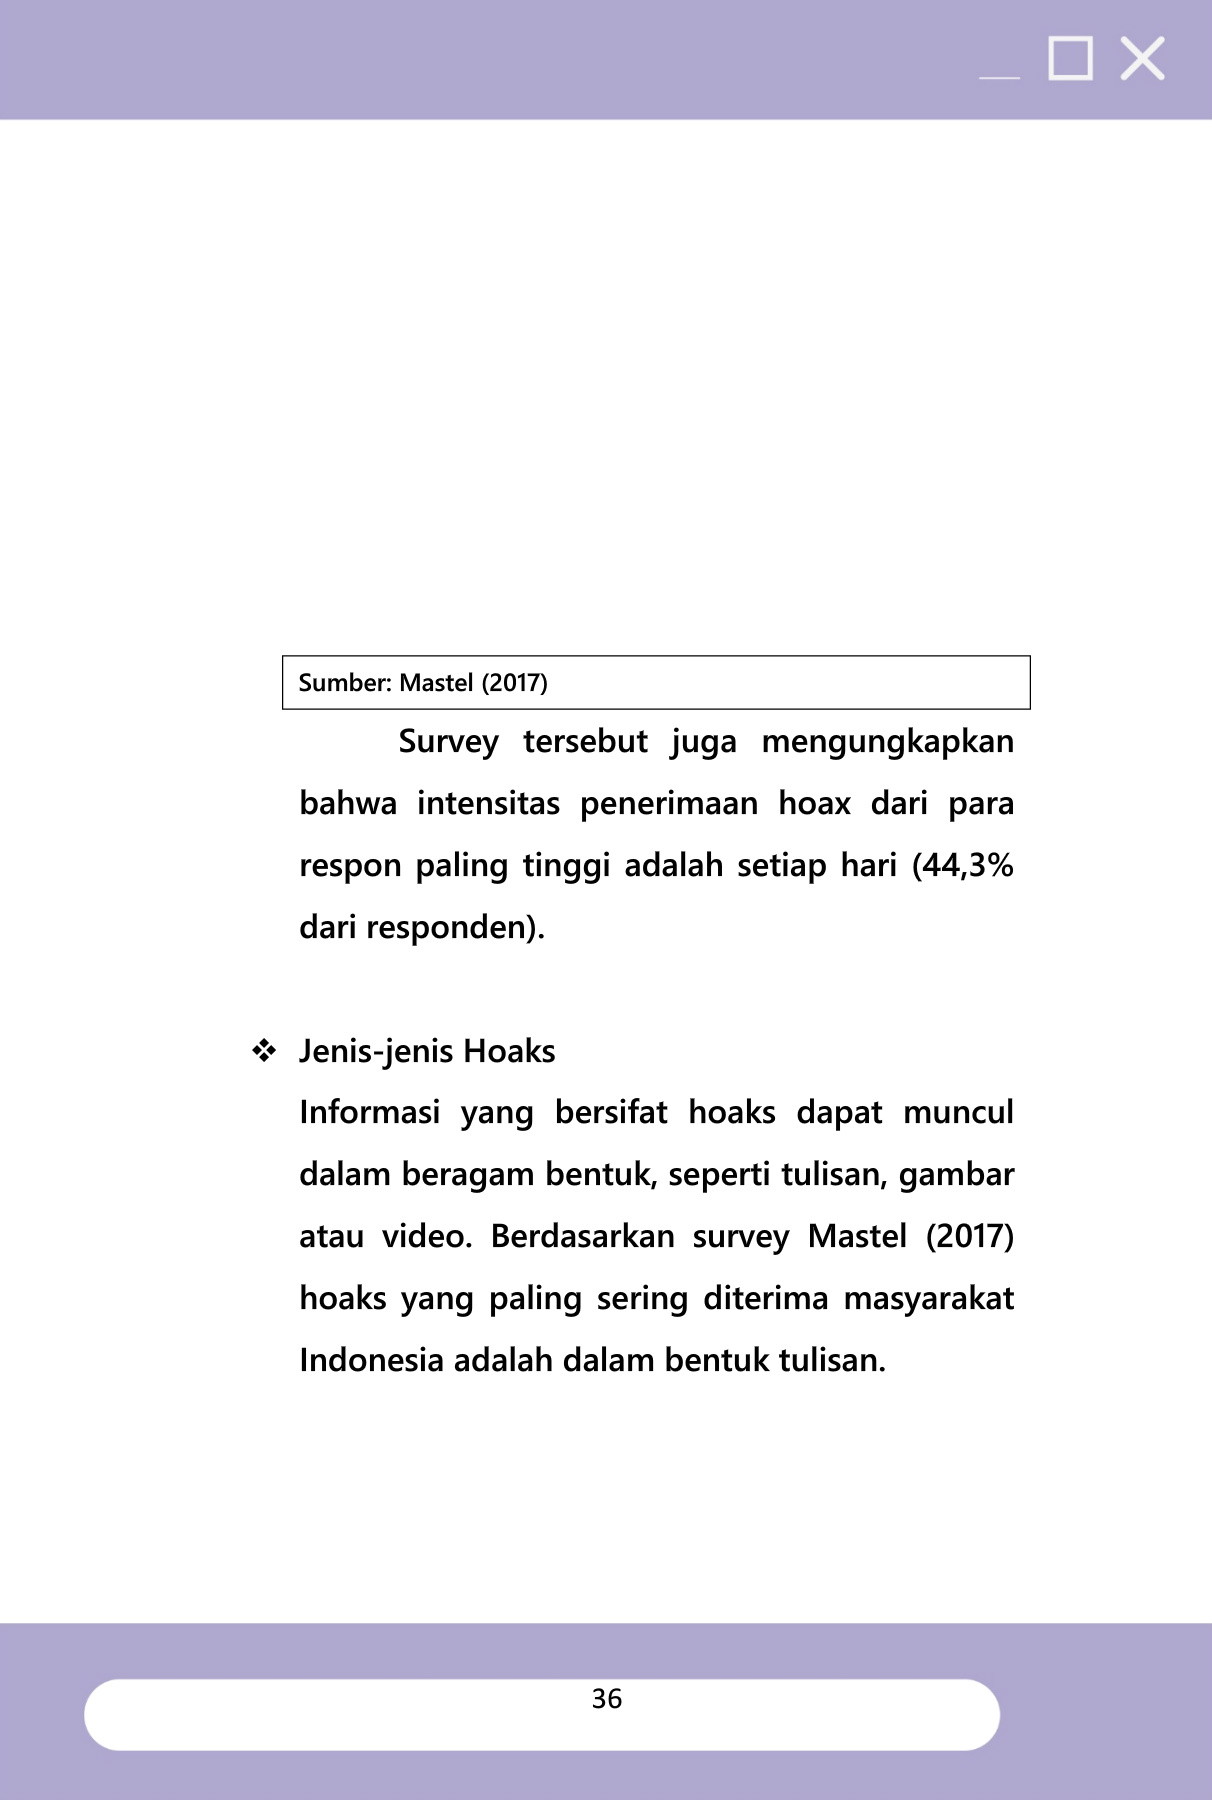 Sumber: Mastel (2017)
Survey tersebut juga mengungkapkan
bahwa intensitas penerimaan hoax dari para
respon paling tinggi adalah setiap hari (44,3%
dari responden).
❖ Jenis-jenis Hoaks
Informasi yang bersifat hoaks dapat muncul
dalam beragam bentuk, seperti tulisan, gambar
atau video. Berdasarkan survey Mastel (2017)
hoaks yang paling sering diterima masyarakat
Indonesia adalah dalam bentuk tulisan.
36